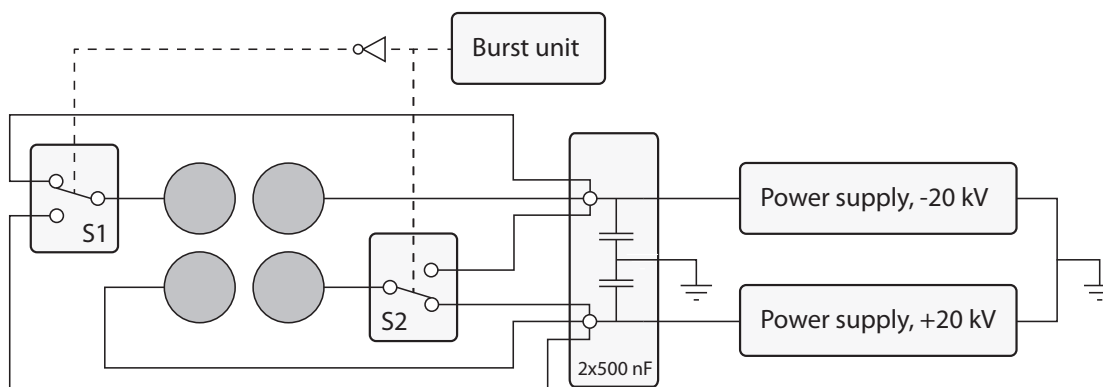 Burst unit
S1
Power supply, -20 kV
S2
Power supply, +20 kV
2x500 nF